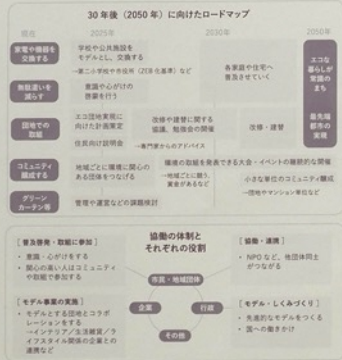 30年後（2050年）に向けたロードマップ
現在
2025年
2030年
2050年
家電や機器を
交換する
学校や公共施設を
モデルとし、交換する
→第二小学校や市役所（ZEB化基準）など
各家庭や住宅へ
普及させていく
エコな
暮らしが
常識の
まち
無駄遣いを
減らす
意識や心がけの
啓蒙を行う
団地での
取組
エコ団地実現に
向けた計画策定
住民向け説明会
改修や建替に関する
協議、勉強会の開催
→専門家からのアドバイス
改修・建替
最先端
都市の
実現
コミュニティ
醸成する
地域ごとに環境に関心の
ある団体をつなげる
環境の取組を発表できる大会・イベントの継続的な開催
→地域ごとに競う、
賞金があるなど
小さな単位のコミュニティ醸成
→団地やマンション単位など
グリーン
カーテン等
管理や運営などの課題検討
協働の体制と
それぞれの役割
［普及啓発・取組に参加］
・ 意識・心がけをする
・ 関心の高い人はコミュニティ
や取組で参加する
［協働・連携］
・ NPOなど、他団体同士
がつながる
市民・地域団体
企業
行政
その他
［モデル事業の実施］
・ モデルとする団地とコラボ
レーションをする
→インテリア／生活雑貨／ラ
イフスタイル関係の企業との
連携など
［モデル・しくみづくり］
・ 先進的なモデルをつくる
・ 国への働きかけ